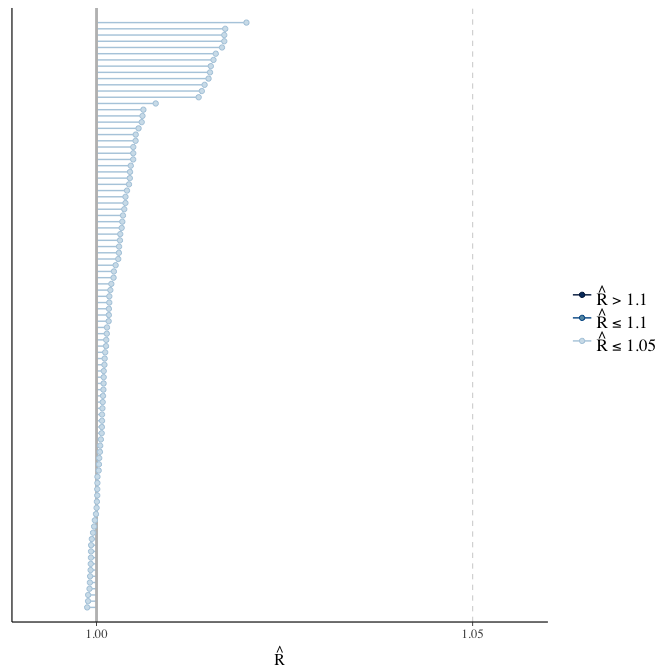 R̂ > 1.1
R̂ ≤ 1.1
R̂ ≤ 1.05
1.00 1.05
R̂